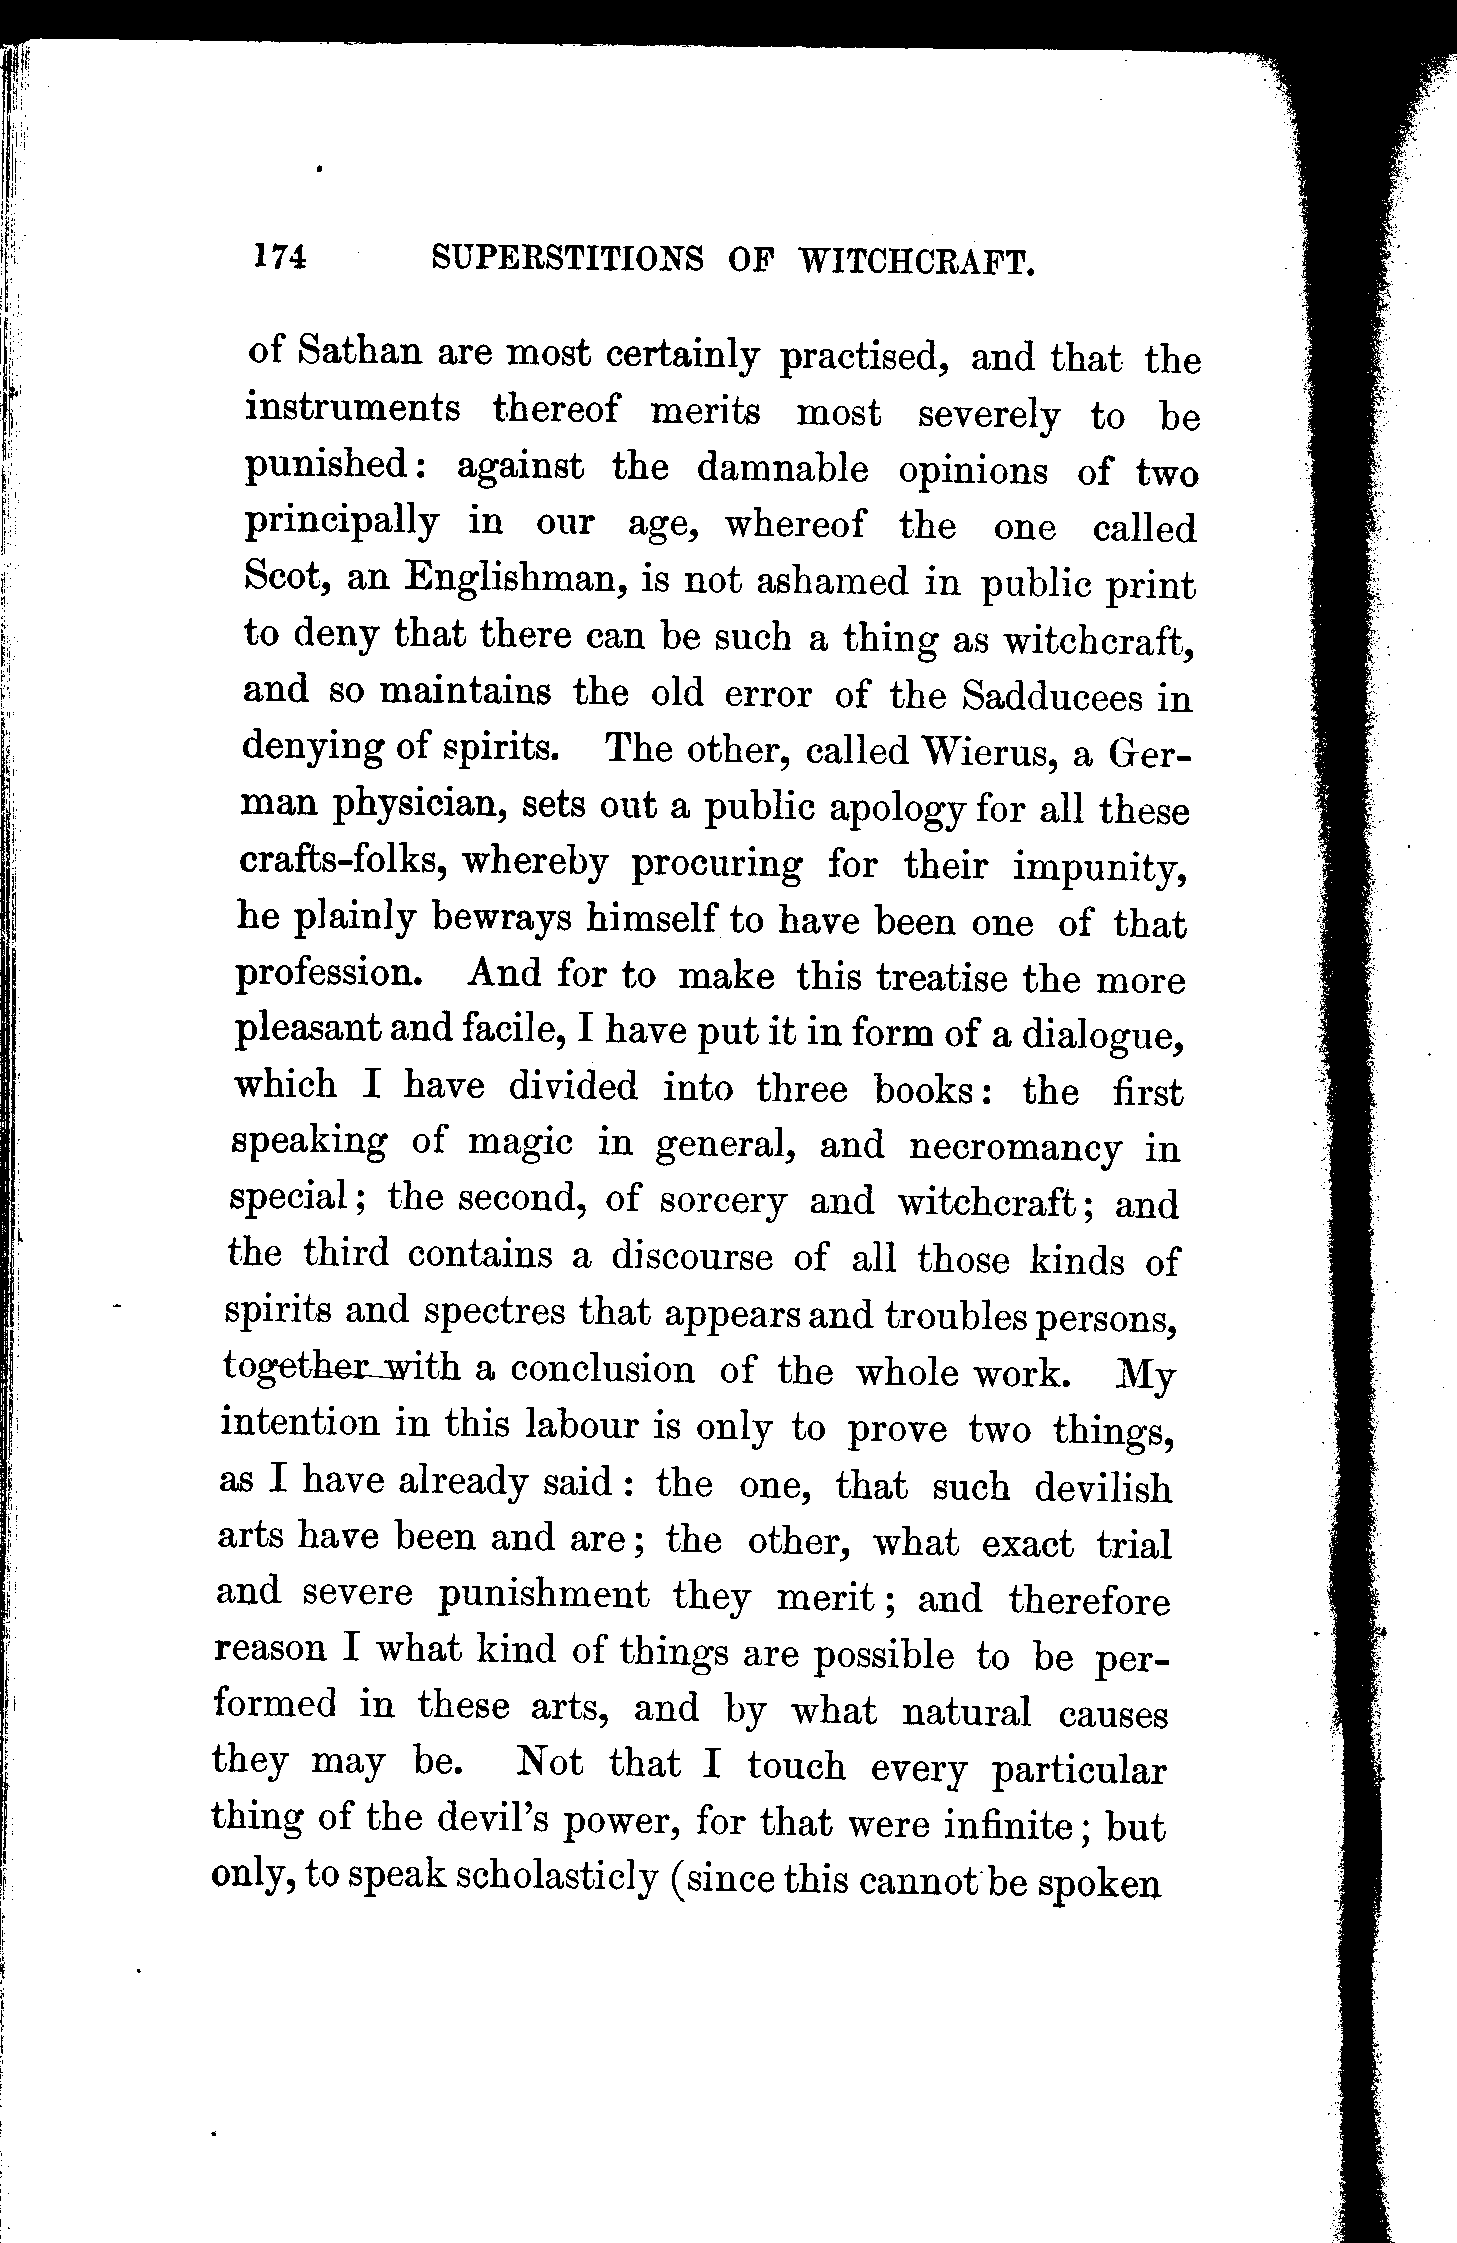 174 SUPERSTITIONS OF WITCHCRAFT.
of Sathan are most certainly practised, and that the
instruments thereof merits most severely to be
punished: against the damnable opinions of two
principally in our age, whereof the one called
Scot, an Englishman, is not ashamed in public print
to deny that there can be such a thing as witchcraft,
and so maintains the old error of the Sadducees in
denying of spirits. The other, called Wierus, a Ger-
man physician, sets out a public apology for all these
crafts-folks, whereby procuring for their impunity,
he plainly bewrays himself to have been one of that
profession. And for to make this treatise the more
pleasant and facile, I have put it in form of a dialogue,
which I have divided into three books: the first
speaking of magic in general, and necromancy in
special; the second, of sorcery and witchcraft; and
the third contains a discourse of all those kinds of
spirits and spectres that appears and troubles persons,
together with a conclusion of the whole work. My
intention in this labour is only to prove two things,
as I have already said: the one, that such devilish
arts have been and are; the other, what exact trial
and severe punishment they merit; and therefore
reason I what kind of things are possible to be per-
formed in these arts, and by what natural causes
they may be. Not that I touch every particular
thing of the devil's power, for that were infinite; but
only, to speak scholasticly (since this cannot be spoken